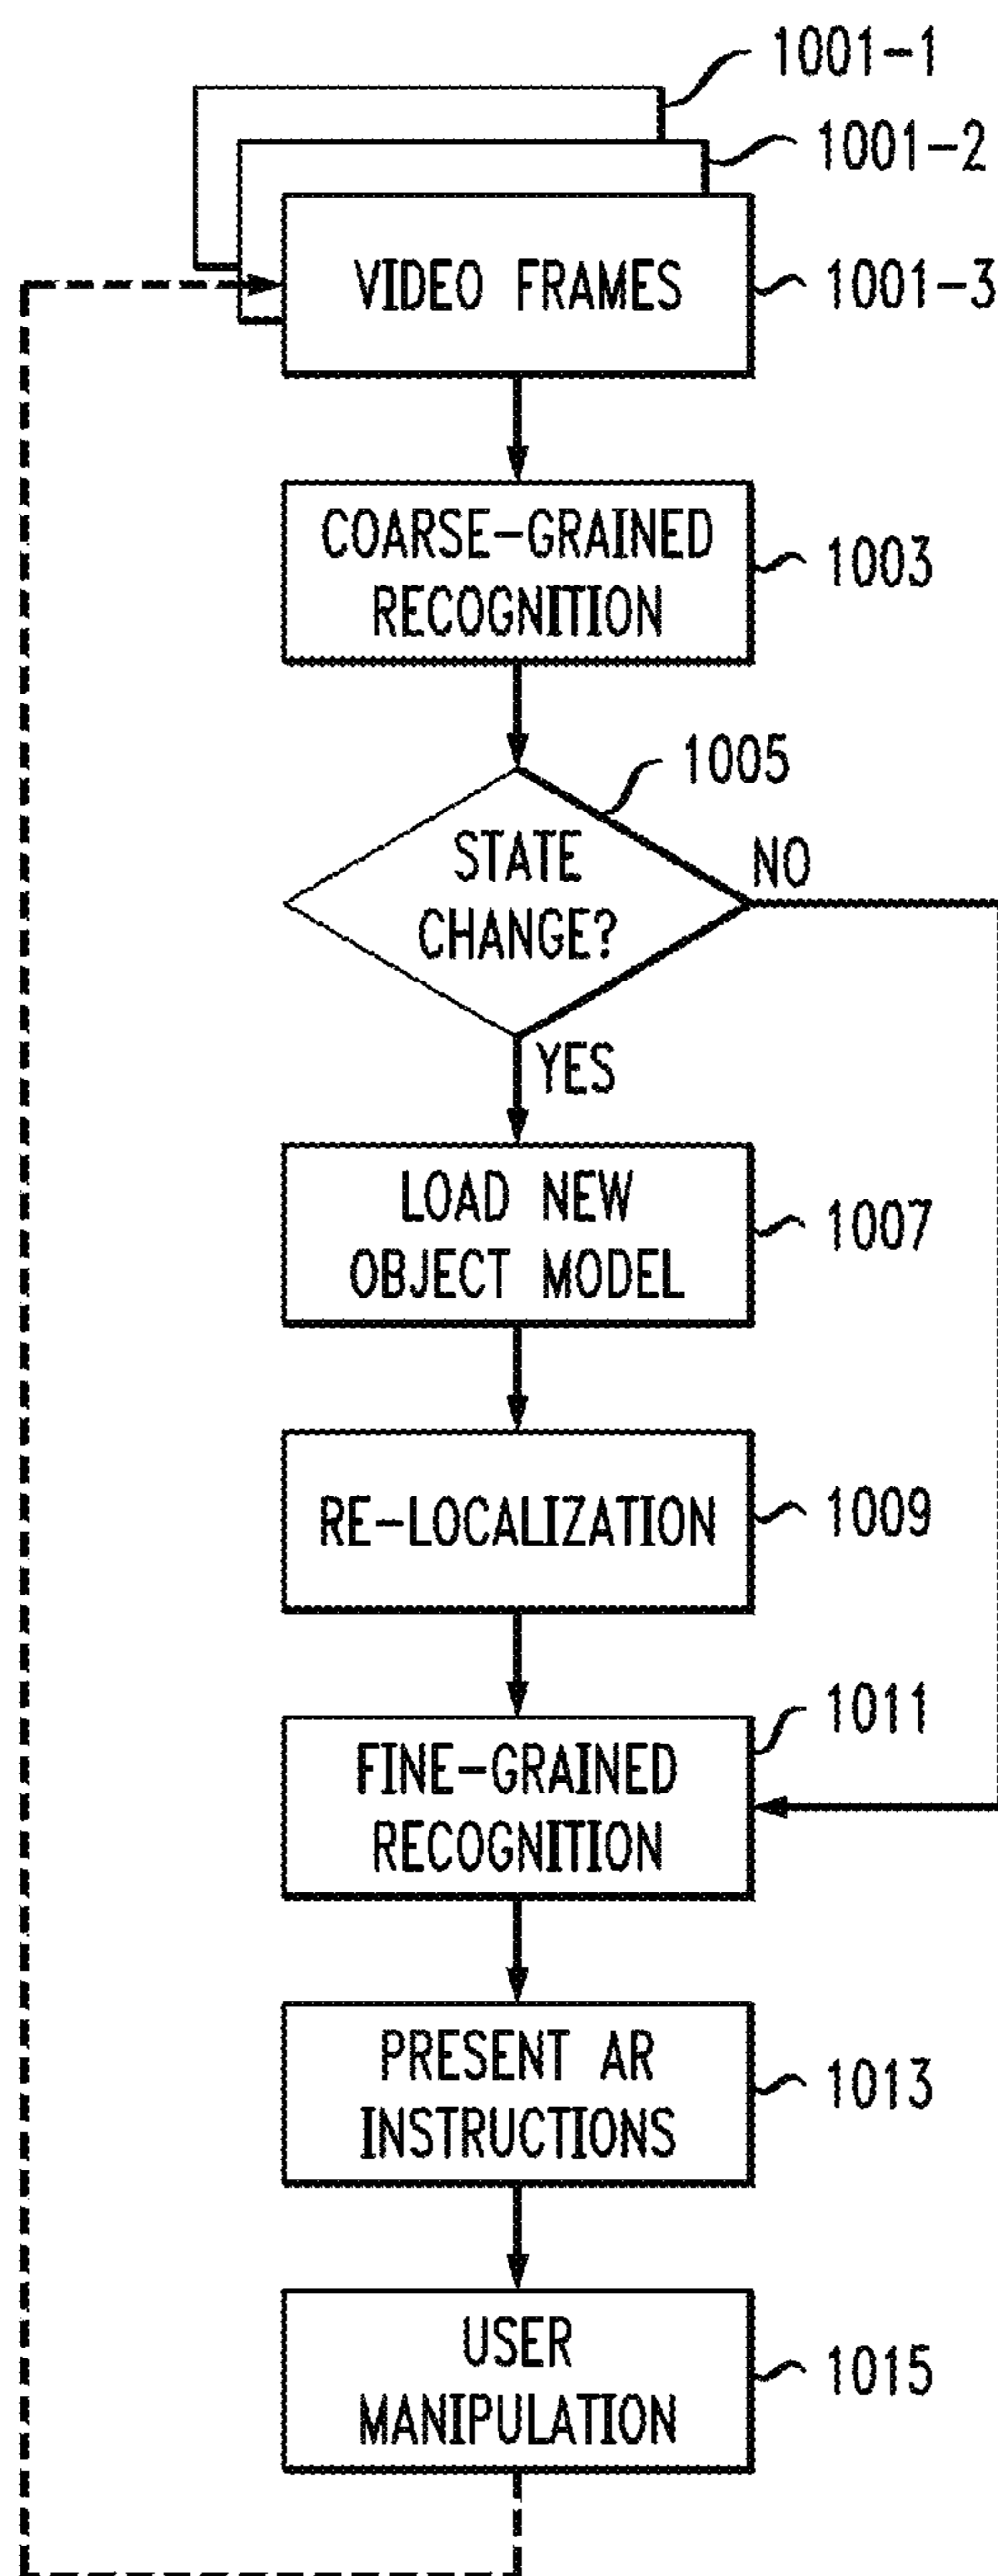 1001-1
1001-2
VIDEO FRAMES
1001-3
COARSE-GRAINED
RECOGNITION
1003
1005
STATE
CHANGE?
NO
YES
LOAD NEW
OBJECT MODEL
1007
RE-LOCALIZATION
1009
1011
FINE-GRAINED
RECOGNITION
PRESENT AR
INSTRUCTIONS
1013
USER
MANIPULATION
1015